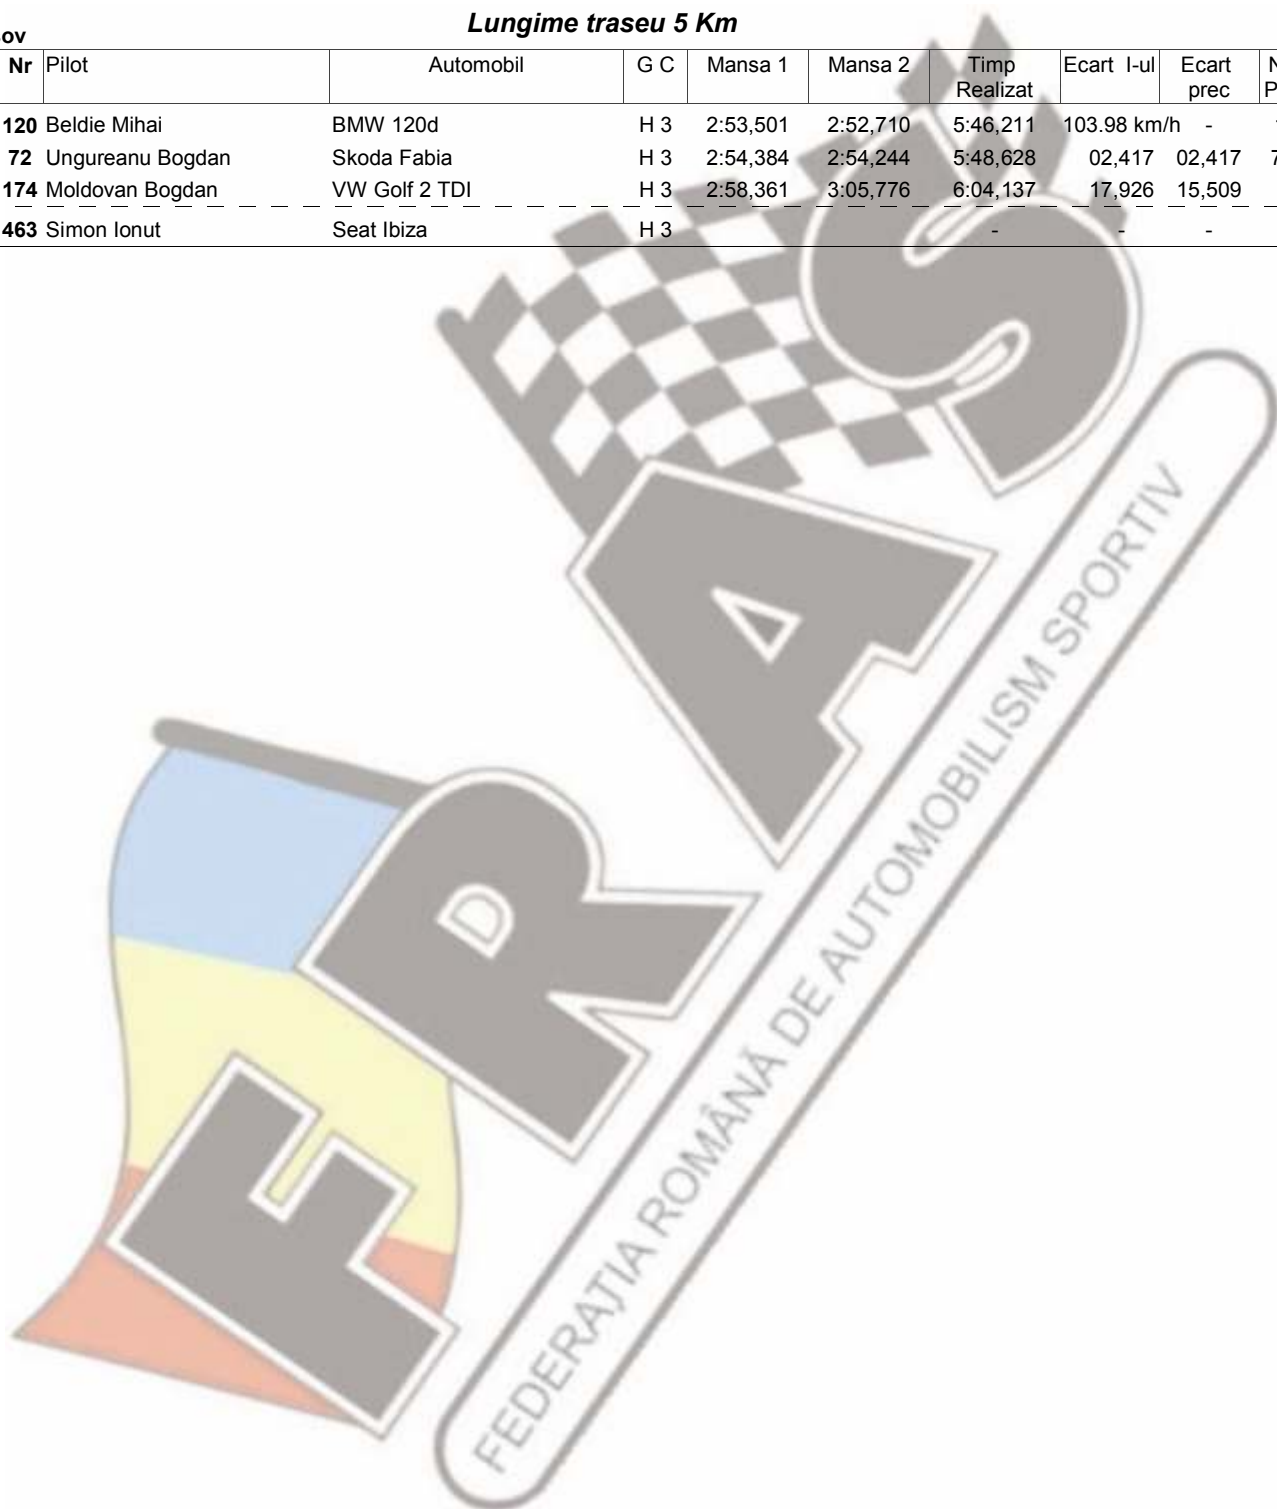 Lungime traseu 5 Km
ov
Nr Pilot Automobil G C Mansa 1 Mansa 2 Timp Realizat Ecart I-ul Ecart prec
120 Beldie Mihai BMW 120d H 3 2:53,501 2:52,710 5:46,211 103.98 km/h -
72 Ungureanu Bogdan Skoda Fabia H 3 2:54,384 2:54,244 5:48,628 02,417 02,417
174 Moldovan Bogdan VW Golf 2 TDI H 3 2:58,361 3:05,776 6:04,137 17,926 15,509
463 Simon Ionut Seat Ibiza H 3 - - -
FRAS
FEDERAŢIA ROMÂNĂ DE AUTOMOBILISM SPORTIV